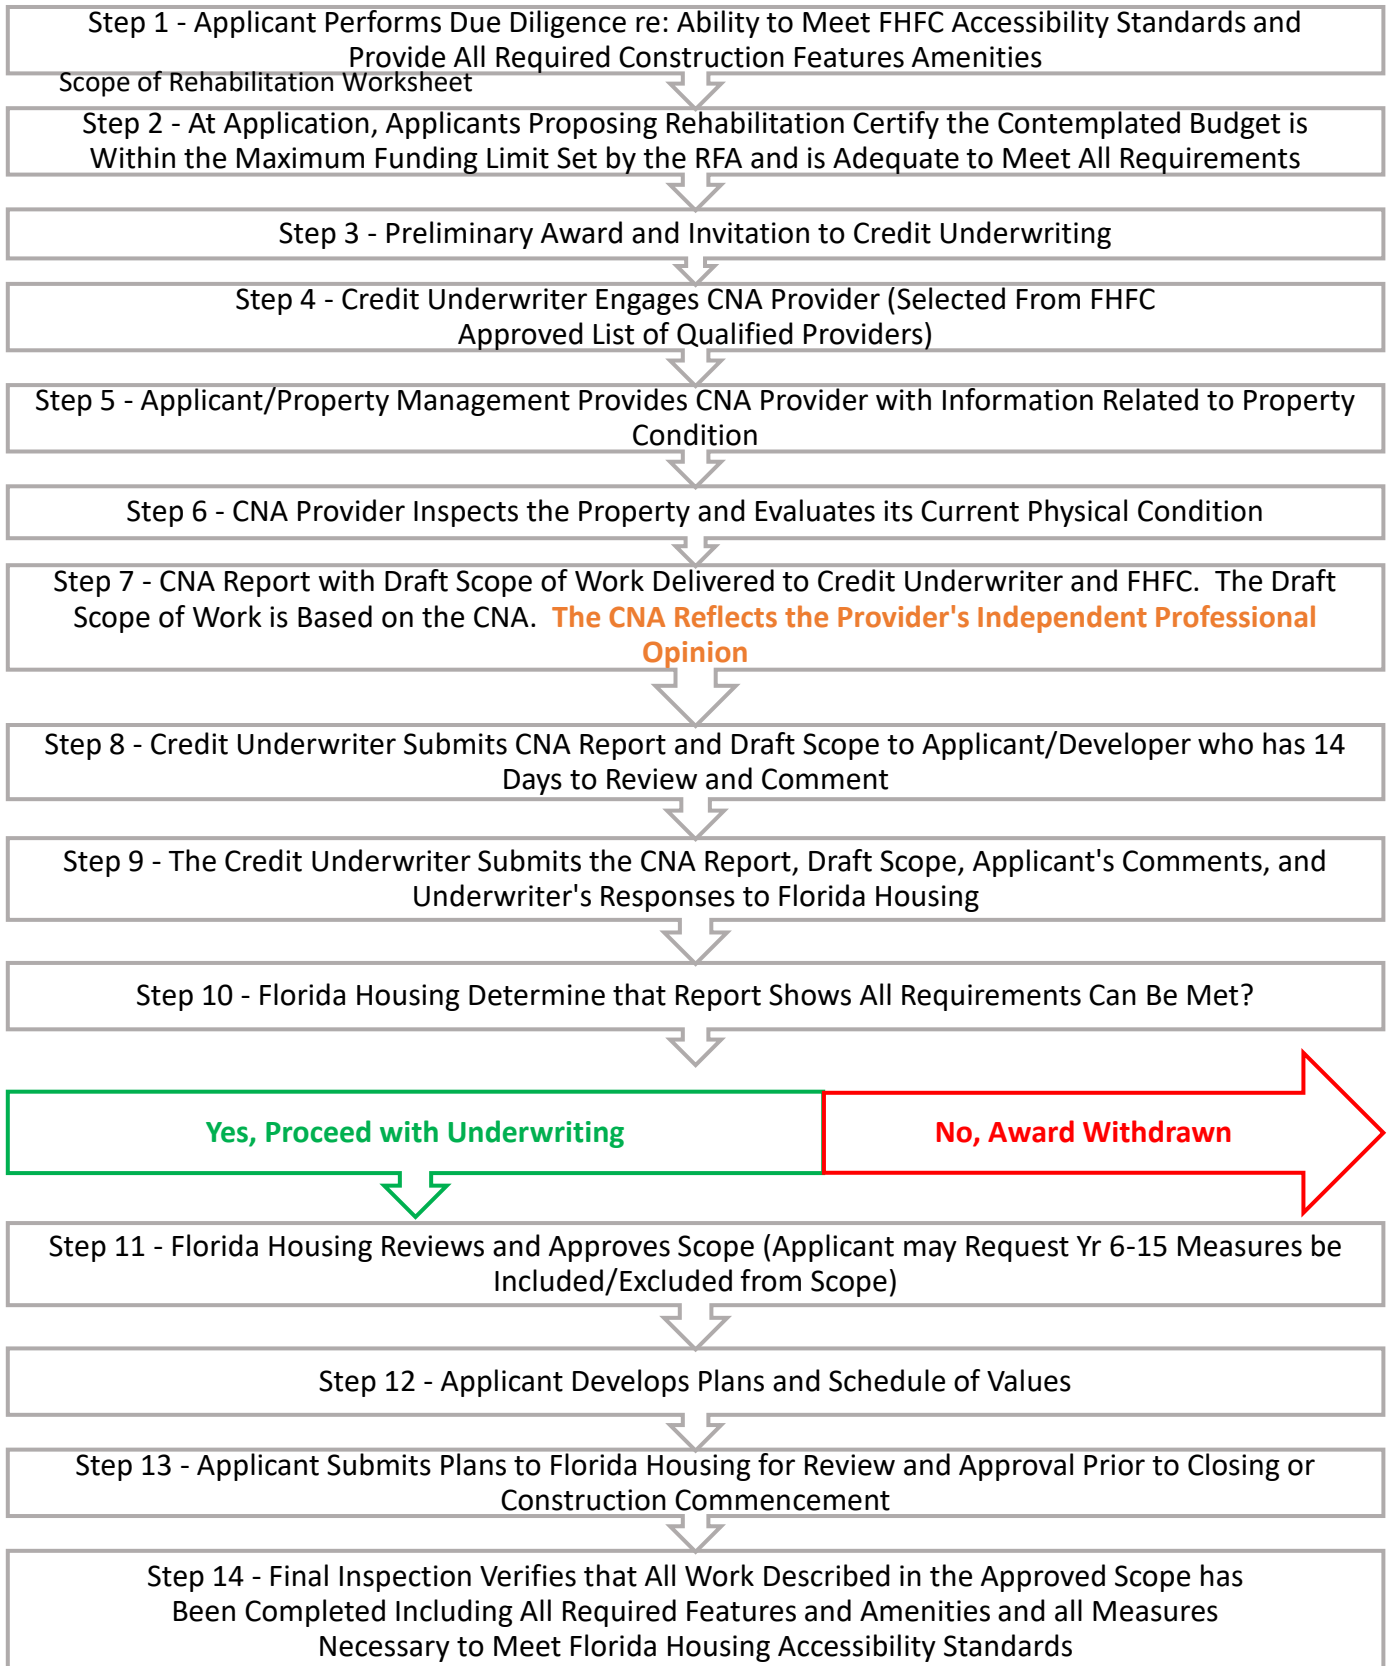 Step 1 - Applicant Performs Due Diligence re: Ability to Meet FHFC Accessibility Standards and
Provide All Required Construction Features Amenities
Scope of Rehabilitation Worksheet
Step 2 - At Application, Applicants Proposing Rehabilitation Certify the Contemplated Budget is
Within the Maximum Funding Limit Set by the RFA and is Adequate to Meet All Requirements
Step 3 - Preliminary Award and Invitation to Credit Underwriting
Step 4 - Credit Underwriter Engages CNA Provider (Selected From FHFC
Approved List of Qualified Providers)
Step 5 - Applicant/Property Management Provides CNA Provider with Information Related to Property
Condition
Step 6 - CNA Provider Inspects the Property and Evaluates its Current Physical Condition
Step 7 - CNA Report with Draft Scope of Work Delivered to Credit Underwriter and FHFC.  The Draft
Scope of Work is Based on the CNA.  The CNA Reflects the Provider's Independent Professional
Opinion
Step 8 - Credit Underwriter Submits CNA Report and Draft Scope to Applicant/Developer who has 14
Days to Review and Comment
Step 9 - The Credit Underwriter Submits the CNA Report, Draft Scope, Applicant's Comments, and
Underwriter's Responses to Florida Housing
Step 10 - Florida Housing Determine that Report Shows All Requirements Can Be Met?
Yes, Proceed with Underwriting
No, Award Withdrawn
Step 11 - Florida Housing Reviews and Approves Scope (Applicant may Request Yr 6-15 Measures be
Included/Excluded from Scope)
Step 12 - Applicant Develops Plans and Schedule of Values
Step 13 - Applicant Submits Plans to Florida Housing for Review and Approval Prior to Closing or
Construction Commencement
Step 14 - Final Inspection Verifies that All Work Described in the Approved Scope has
Been Completed Including All Required Features and Amenities and all Measures
Necessary to Meet Florida Housing Accessibility Standards